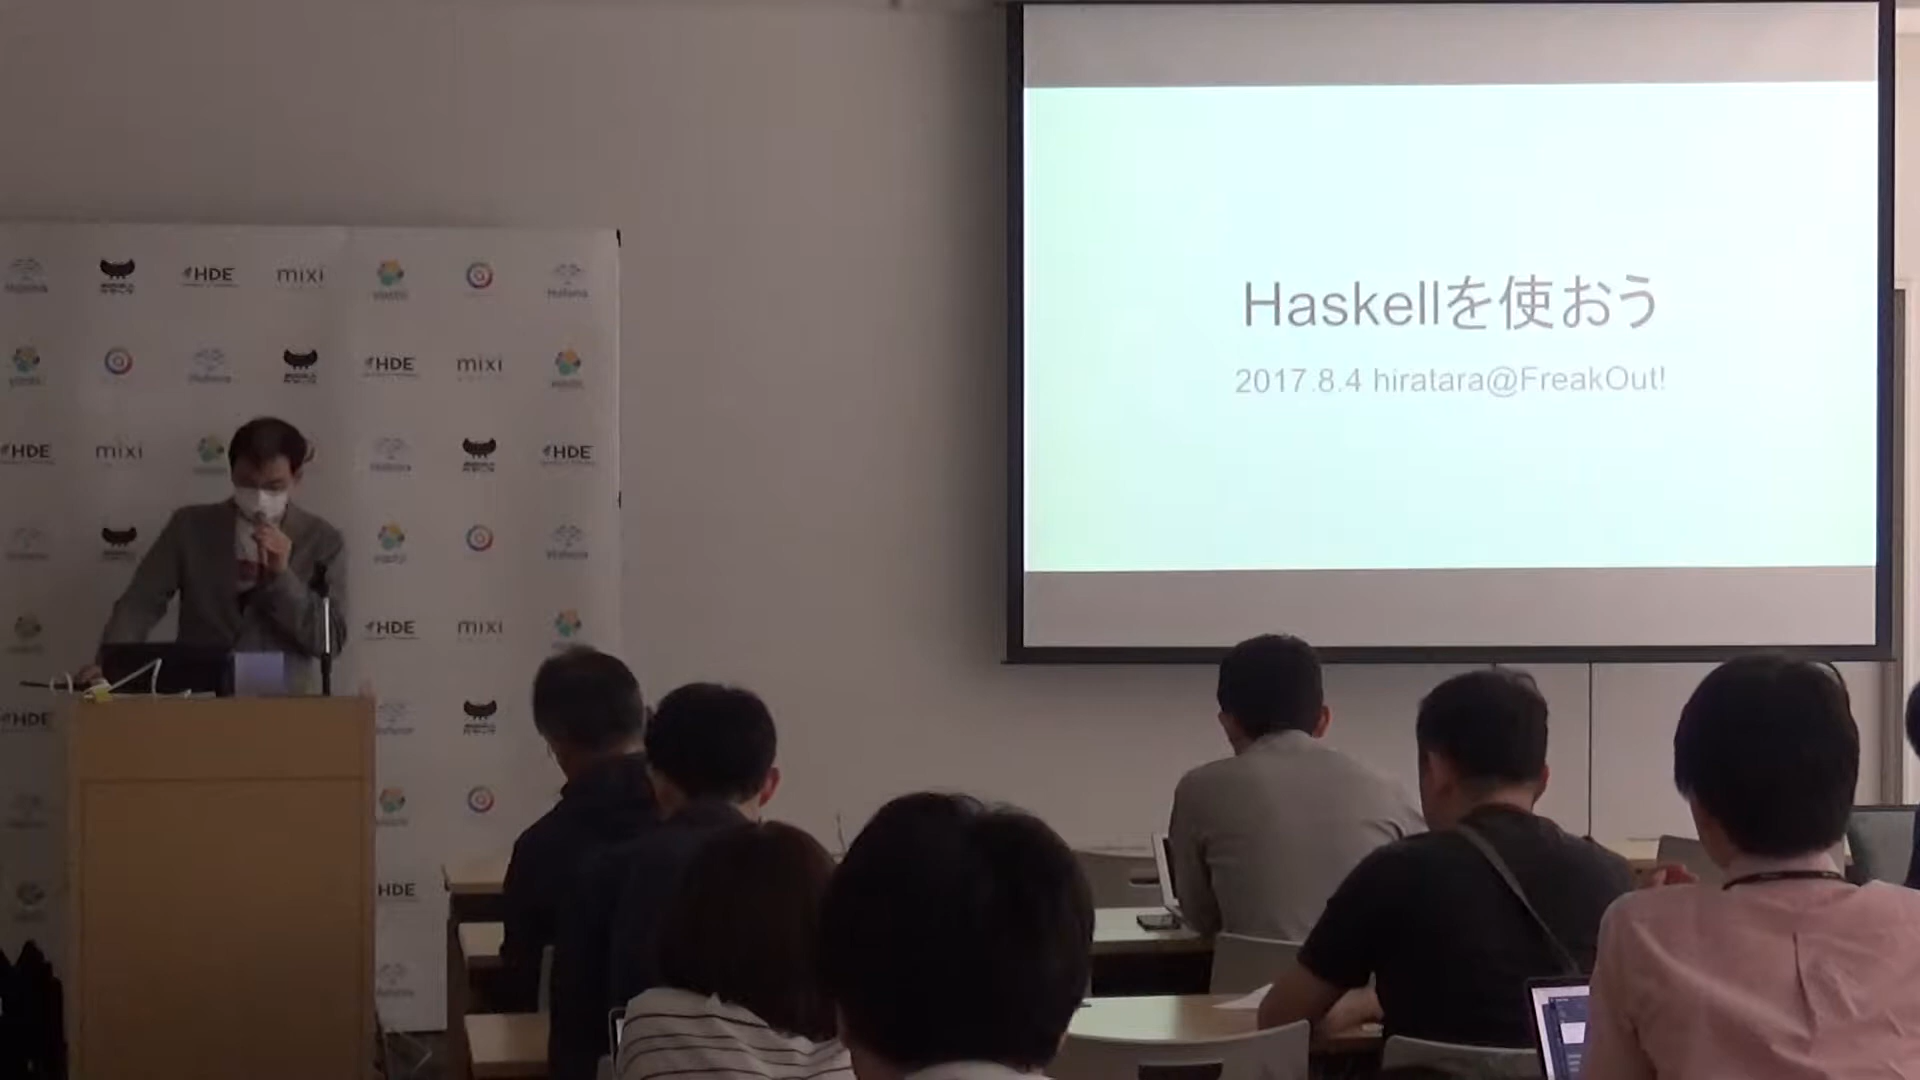 Haskellを使おう
2017.8.4 hiratara@FreakOut!
HDE mixi
HDE mixi
HDE mixi HDE
HDE mixi
HDE
HDE